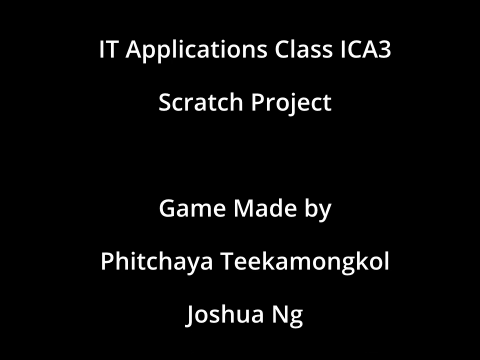 IT Applications Class ICA3
Scratch Project
Game Made by
Phitchaya Teekamongkol
Joshua Ng